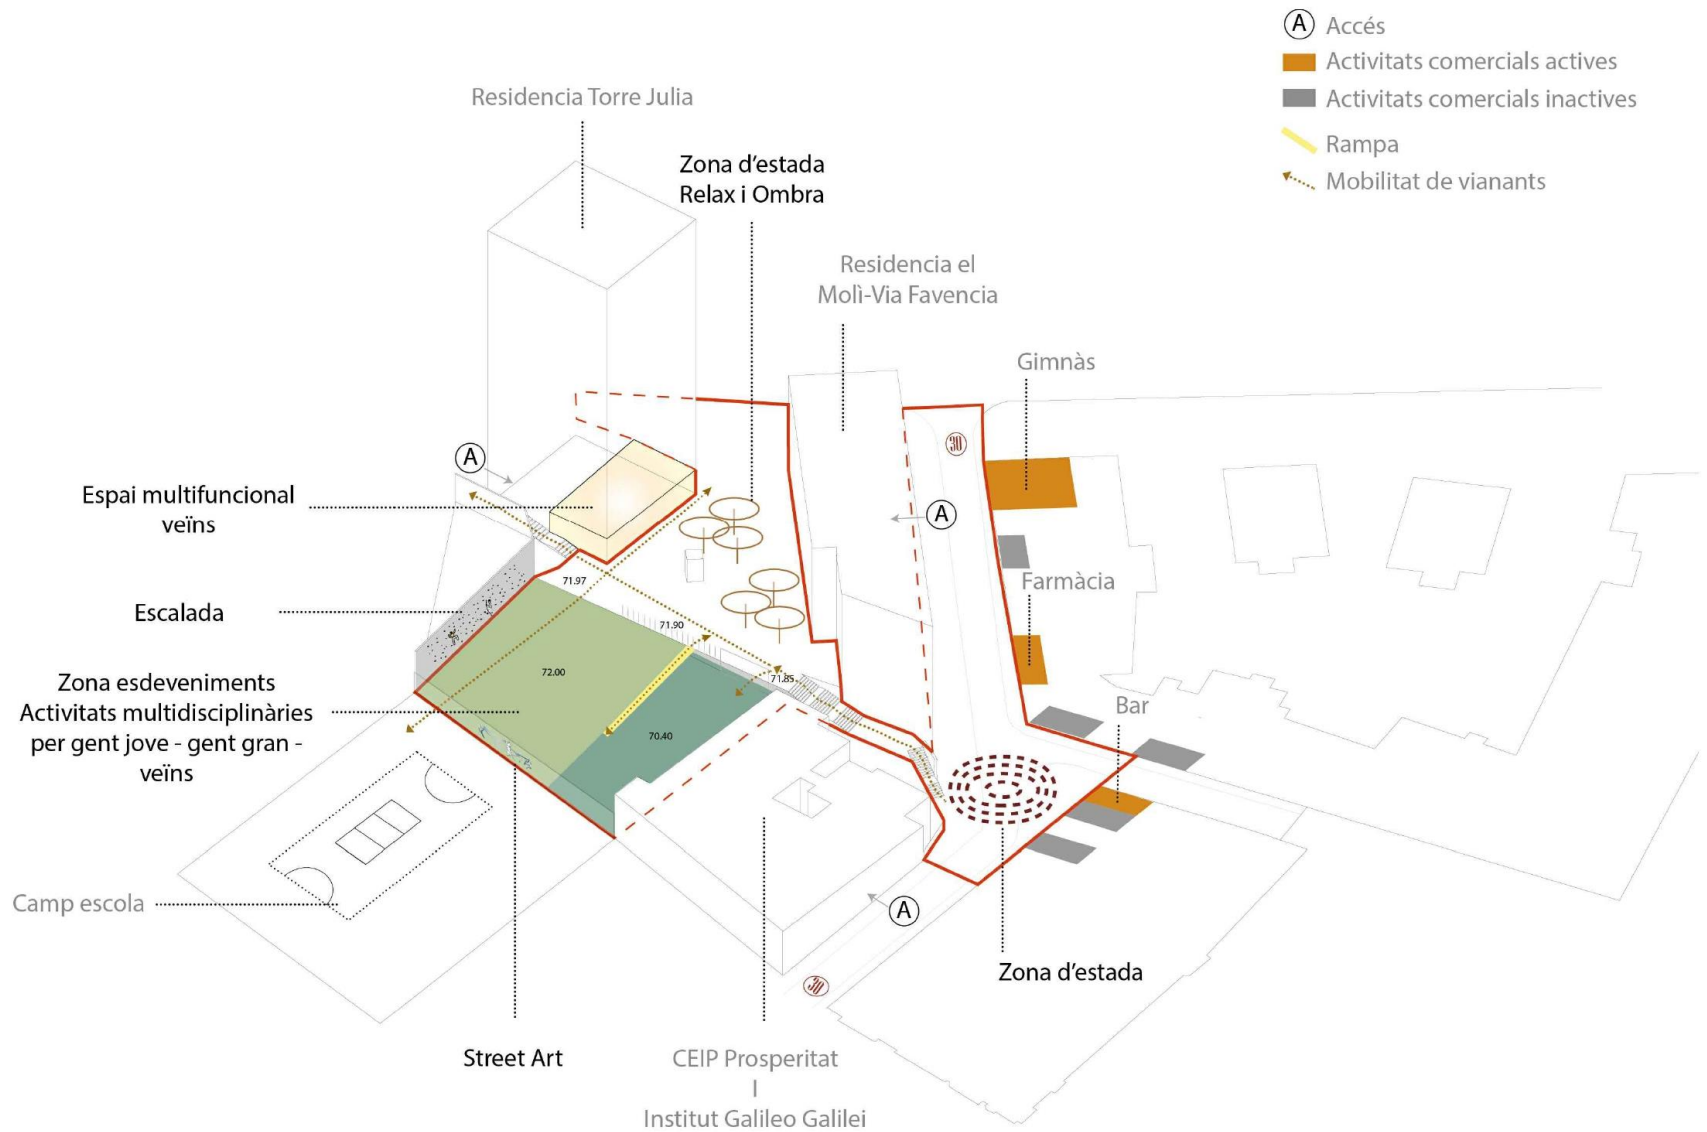 A Accés
Activitats comercials actives
Activitats comercials inactives
Rampa
Mobilitat de vianants
Residencia Torre Julia
Zona d'estada
Relax i Ombra
Residencia el
Molì-Via Favencia
Gimnàs
30
A
A
Espai multifuncional
veïns
71.97
Farmàcia
Escalada
71.90
72.00
71.85
Zona esdeveniments
Activitats multidisciplinàries
per gent jove - gent gran -
veïns
Bar
70.40
Camp escola
A
Zona d'estada
30
Street Art
CEIP Prosperitat
I
Institut Galileo Galilei